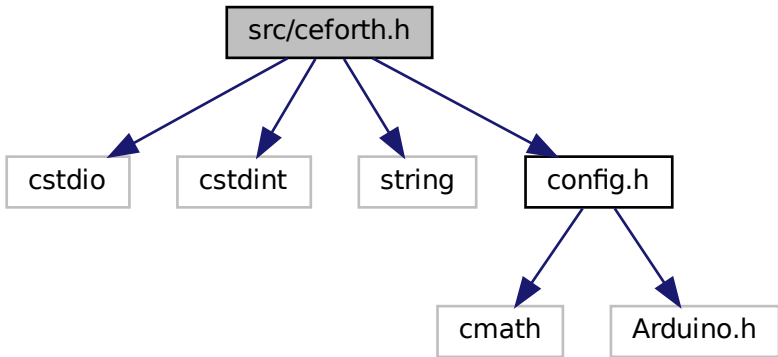 src/ceforth.h
cstdio
cstdint
string
config.h
cmath
Arduino.h